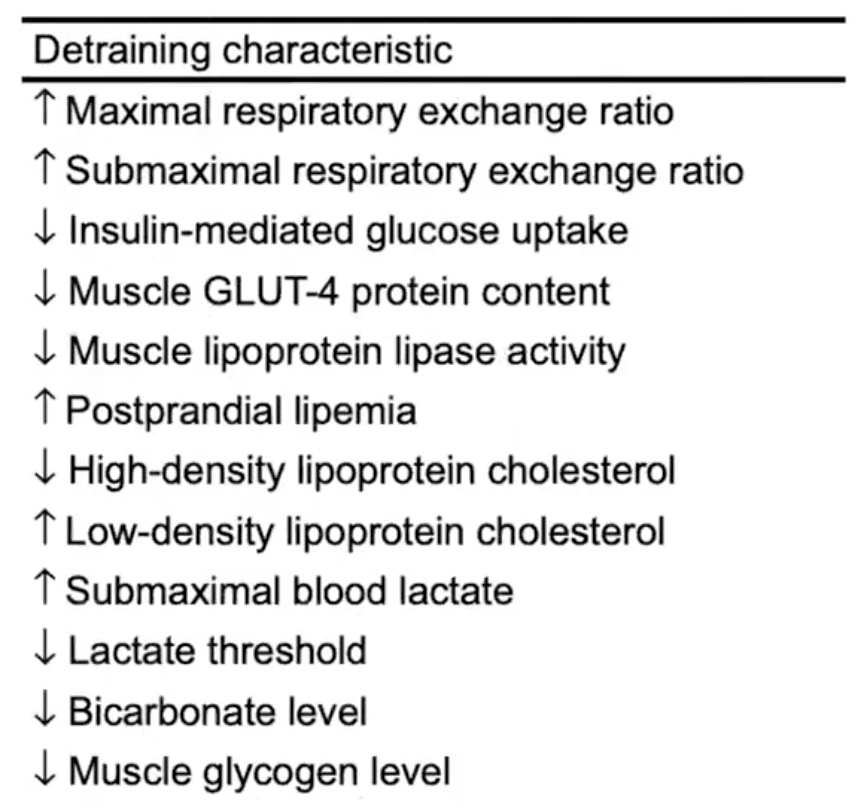 Detraining characteristic
↑ Maximal respiratory exchange ratio
↑ Submaximal respiratory exchange ratio
↓ Insulin-mediated glucose uptake
↓ Muscle GLUT-4 protein content
↓ Muscle lipoprotein lipase activity
↑ Postprandial lipemia
↓ High-density lipoprotein cholesterol
↑ Low-density lipoprotein cholesterol
↑ Submaximal blood lactate
↓ Lactate threshold
↓ Bicarbonate level
↓ Muscle glycogen level